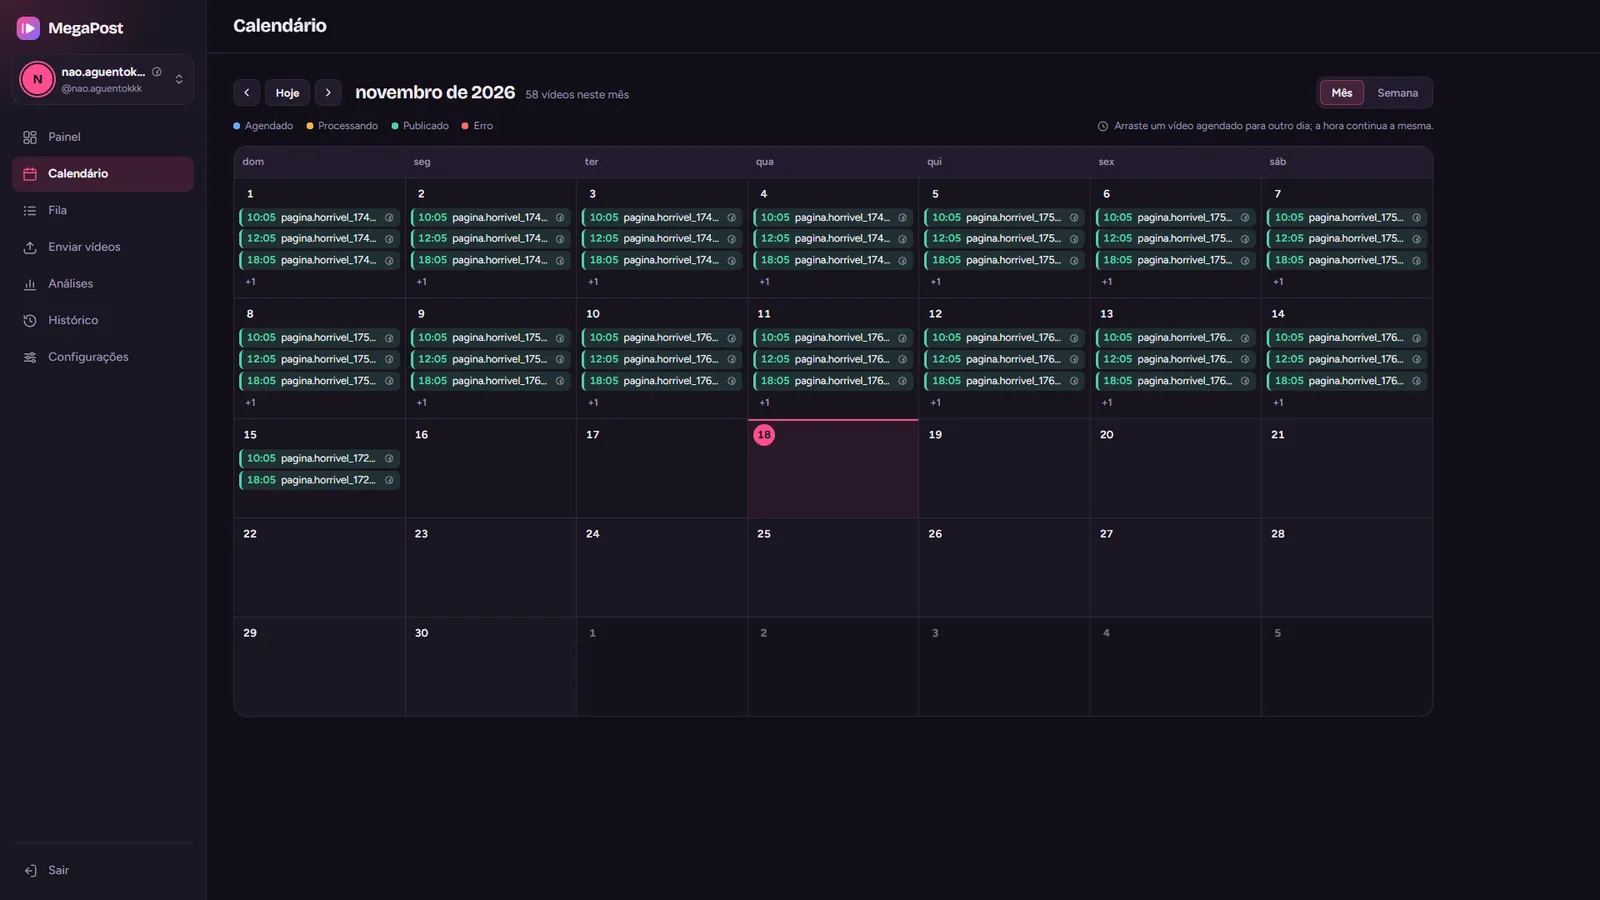 MegaPost
N
nao.aguentok...
@nao.aguentokkk
Painel
Calendário
Fila
Enviar vídeos
Análises
Histórico
Configurações
Sair
Calendário
Hoje
novembro de 2026 58 vídeos neste mês
Mês Semana
Agendado Processando Publicado Erro
Arraste um vídeo agendado para outro dia; a hora continua a mesma.
dom seg ter qua qui sex sáb
1 2 3 4 5 6 7
10:05 pagina.horrivel_174... 10:05 pagina.horrivel_174... 10:05 pagina.horrivel_174... 10:05 pagina.horrivel_174... 10:05 pagina.horrivel_175... 10:05 pagina.horrivel_175... 10:05 pagina.horrivel_175...
12:05 pagina.horrivel_174... 12:05 pagina.horrivel_174... 12:05 pagina.horrivel_174... 12:05 pagina.horrivel_174... 12:05 pagina.horrivel_175... 12:05 pagina.horrivel_175... 12:05 pagina.horrivel_175...
18:05 pagina.horrivel_174... 18:05 pagina.horrivel_174... 18:05 pagina.horrivel_174... 18:05 pagina.horrivel_174... 18:05 pagina.horrivel_175... 18:05 pagina.horrivel_175... 18:05 pagina.horrivel_175...
+1 +1 +1 +1 +1 +1 +1
8 9 10 11 12 13 14
10:05 pagina.horrivel_175... 10:05 pagina.horrivel_175... 10:05 pagina.horrivel_176... 10:05 pagina.horrivel_176... 10:05 pagina.horrivel_176... 10:05 pagina.horrivel_176... 10:05 pagina.horrivel_176...
12:05 pagina.horrivel_175... 12:05 pagina.horrivel_175... 12:05 pagina.horrivel_176... 12:05 pagina.horrivel_176... 12:05 pagina.horrivel_176... 12:05 pagina.horrivel_176... 12:05 pagina.horrivel_176...
18:05 pagina.horrivel_175... 18:05 pagina.horrivel_176... 18:05 pagina.horrivel_176... 18:05 pagina.horrivel_176... 18:05 pagina.horrivel_176... 18:05 pagina.horrivel_176... 18:05 pagina.horrivel_176...
+1 +1 +1 +1 +1 +1 +1
15 16 17 18 19 20 21
10:05 pagina.horrivel_172...
18:05 pagina.horrivel_172...
22 23 24 25 26 27 28
29 30 1 2 3 4 5